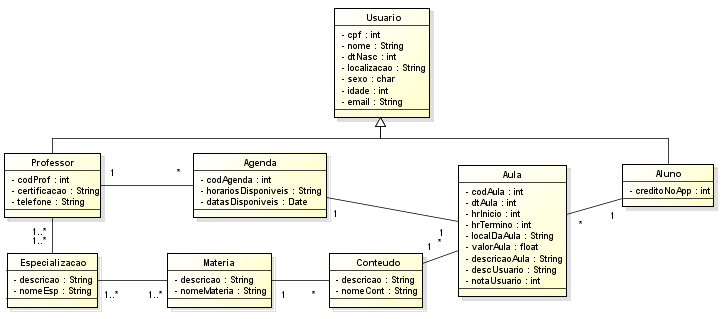 Usuario
- cpf : int
- nome : String
- dtNasc : int
- localizacao : String
- sexo : char
- idade : int
- email : String
Professor
- codProf : int
- certificacao : String
- telefone : String
1
*
Agenda
- codAgenda : int
- horariosDisponiveis : String
- datasDisponiveis : Date
1
1
Aula
- codAula : int
- dtAula : int
- hrInicio : int
- hrTermino : int
- localDaAula : String
- valorAula : float
- descricaoAula : String
- descUsuario : String
- notaUsuario : int
*
1
Aluno
- creditoNoApp : int
1..*
1..*
Especializacao
- descricao : String
- nomeEsp : String
1..*
1..*
Materia
- descricao : String
- nomeMateria : String
1
*
Conteudo
- descricao : String
- nomeCont : String
1
*